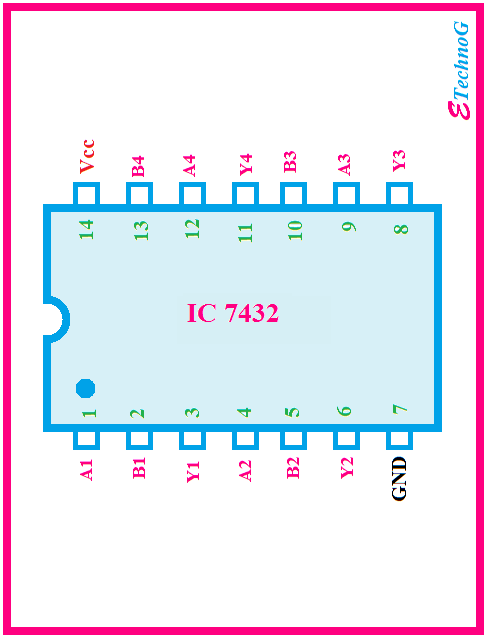 ETechnoG
Vcc B4 A4 Y4 B3 A3 Y3
14 13 12 11 10 9 8
IC 7432
1 2 3 4 5 6 7
A1 B1 Y1 A2 B2 Y2 GND